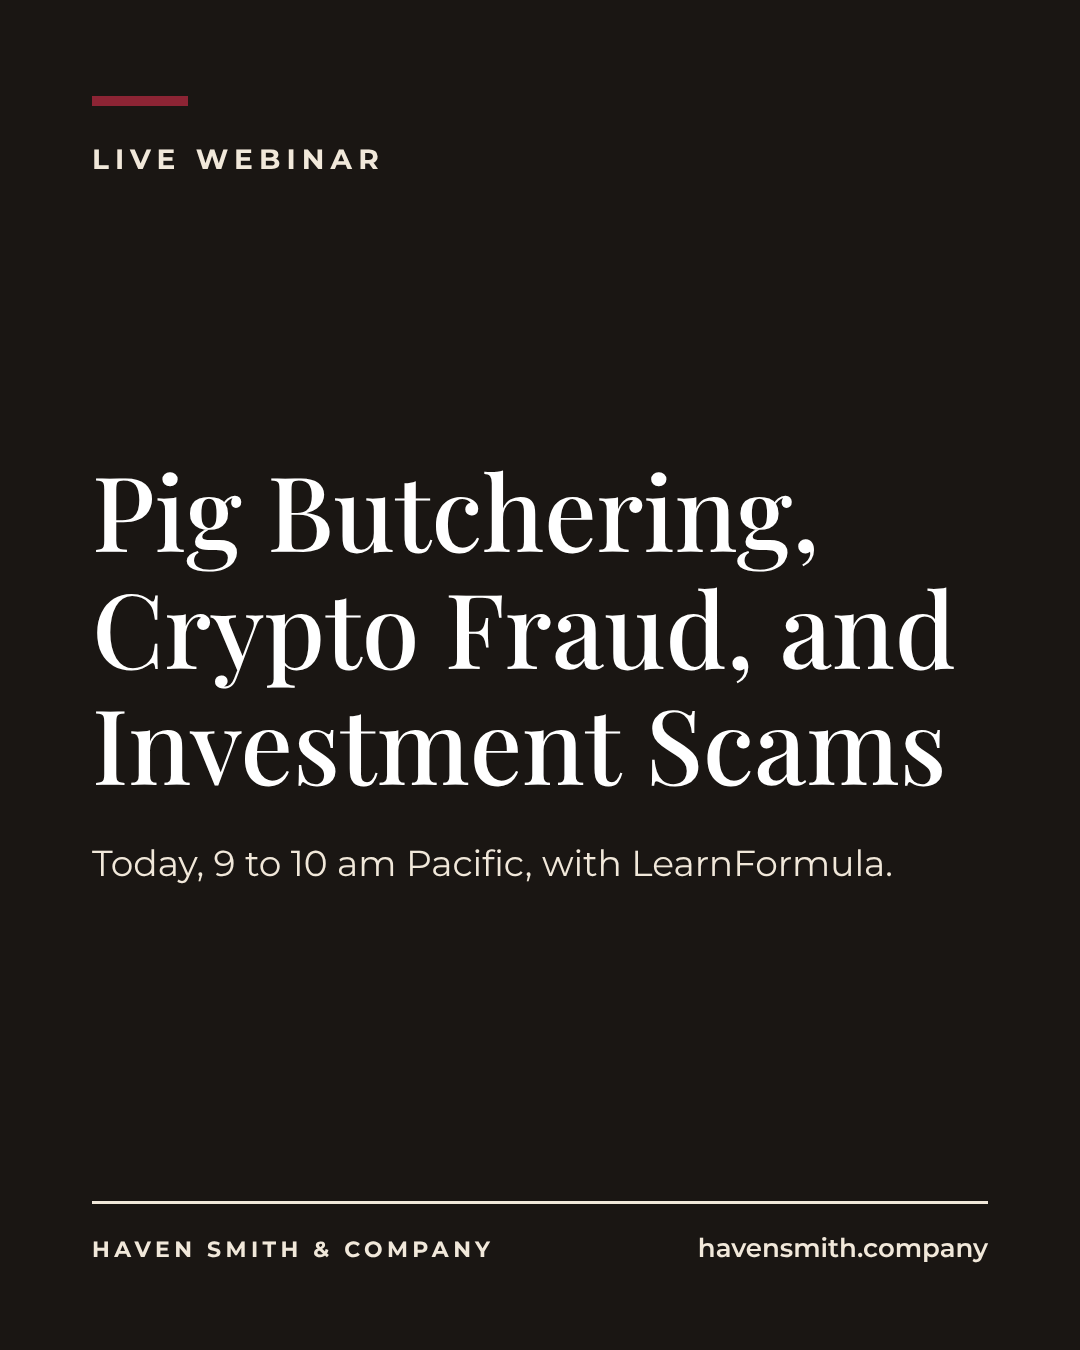 LIVE WEBINAR
Pig Butchering,
Crypto Fraud, and
Investment Scams
Today, 9 to 10 am Pacific, with LearnFormula.
HAVEN SMITH & COMPANY
havensmith.company